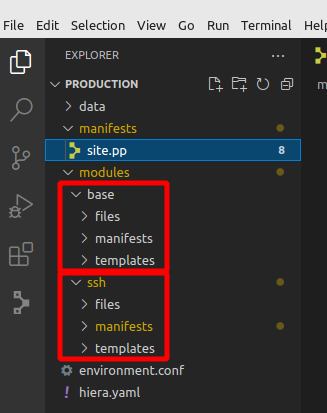 File Edit Selection View Go Run Terminal Help
EXPLORER
PRODUCTION
data
manifests
site.pp 8
modules
base
files
manifests
templates
ssh
files
manifests
templates
environment.conf
hiera.yaml